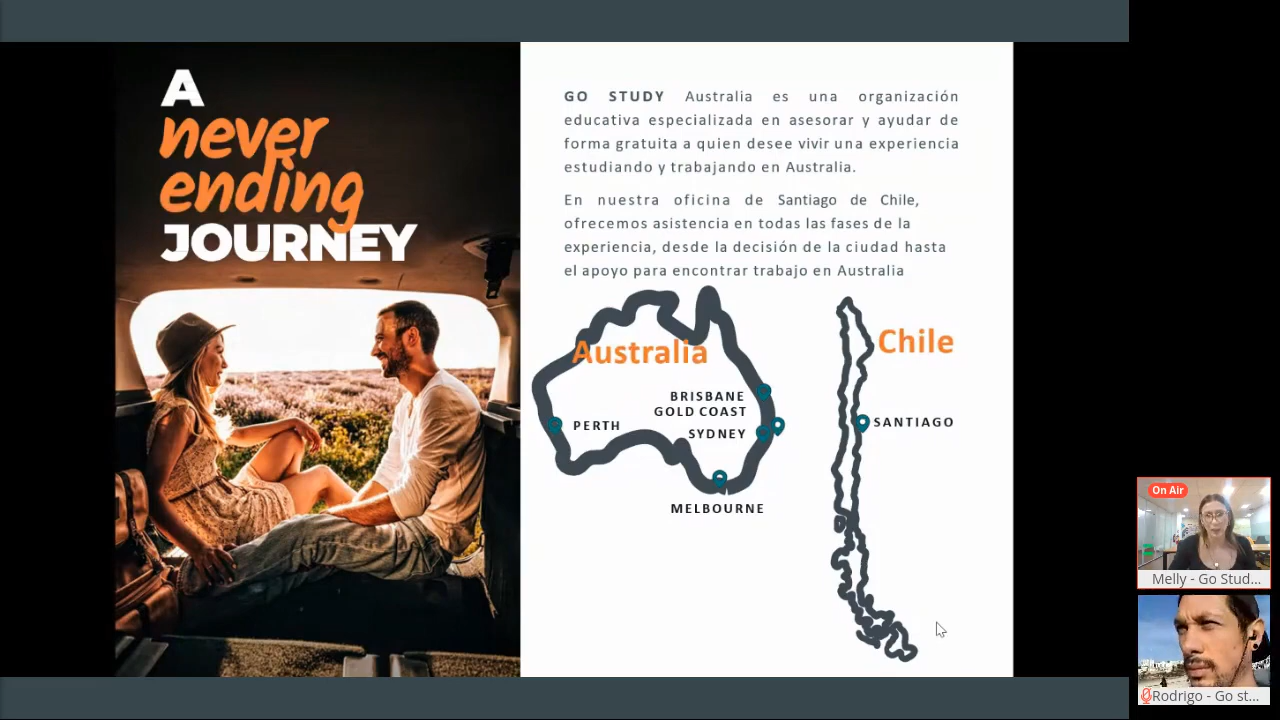 A
never
ending
JOURNEY
GO STUDY Australia es una organización
educativa especializada en asesorar y ayudar de
forma gratuita a quien desee vivir una experiencia
estudiando y trabajando en Australia.
En nuestra oficina de Santiago de Chile,
ofrecemos asistencia en todas las fases de la
experiencia, desde la decisión de la ciudad hasta
el apoyo para encontrar trabajo en Australia
Australia
Chile
BRISBANE
GOLD COAST
PERTH
SYDNEY
SANTIAGO
MELBOURNE
On Air
Melly - Go Stud...
Rodrigo - Go st...